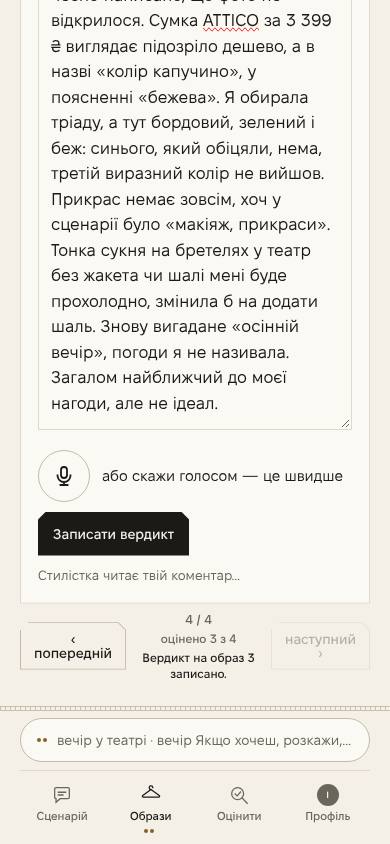 відкрилося. Сумка ATTICO за 3 399
₴ виглядає підозріло дешево, а в
назві «колір капучино», у
поясненні «бежева». Я обирала
тріаду, а тут бордовий, зелений і
беж: синього, який обіцяли, нема,
третій виразний колір не вийшов.
Прикрас немає зовсім, хоч у
сценарії було «макіяж, прикраси».
Тонка сукня на бретелях у театр
без жакета чи шалі мені буде
прохолодно, змінила б на додати
шаль. Знову вигадане «осінній
вечір», погоди я не називала.
Загалом найближчий до моєї
нагоди, але не ідеал.
або скажи голосом — це швидше
Записати вердикт
Стилістка читає твій коментар...
‹
попередній
4 / 4
оцінено 3 з 4
Вердикт на образ 3
записано.
наступний
›
вечір у театрі · вечір Якщо хочеш, розкажи,...
Сценарій
Образи
Оцінити
І
Профіль